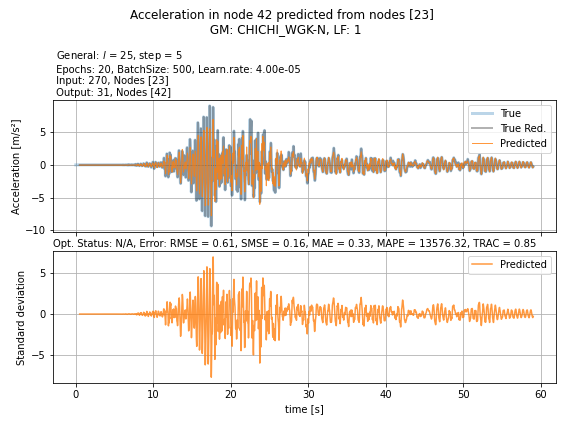 Acceleration in node 42 predicted from nodes [23]
GM: CHICHI_WGK-N, LF: 1
General: l = 25, step = 5
Epochs: 20, BatchSize: 500, Learn.rate: 4.00e-05
Input: 270, Nodes [23]
Output: 31, Nodes [42]
Acceleration [m/s²]
5
0
−5
−10
True
True Red.
Predicted
Opt. Status: N/A, Error: RMSE = 0.61, SMSE = 0.16, MAE = 0.33, MAPE = 13576.32, TRAC = 0.85
Standard deviation
5
0
−5
Predicted
0 10 20 30 40 50 60
time [s]